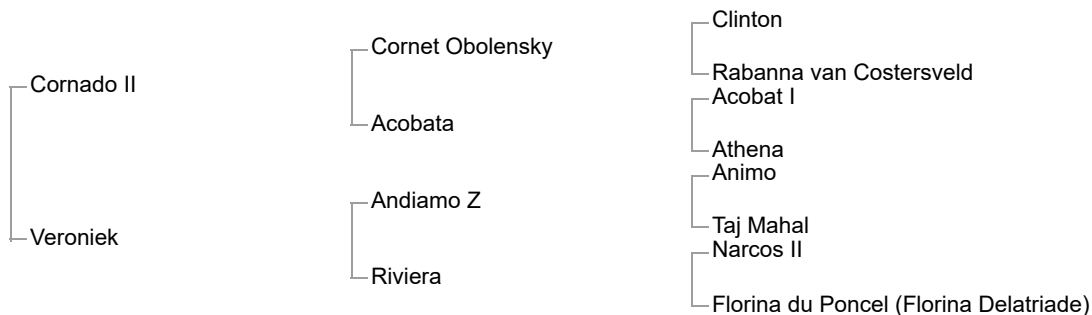 Clinton
Cornet Obolensky
Rabanna van Costersveld
Cornado II
Acobat I
Acobata
Athena
Animo
Andiamo Z
Taj Mahal
Veroniek
Narcos II
Riviera
Florina du Poncel (Florina Delatriade)